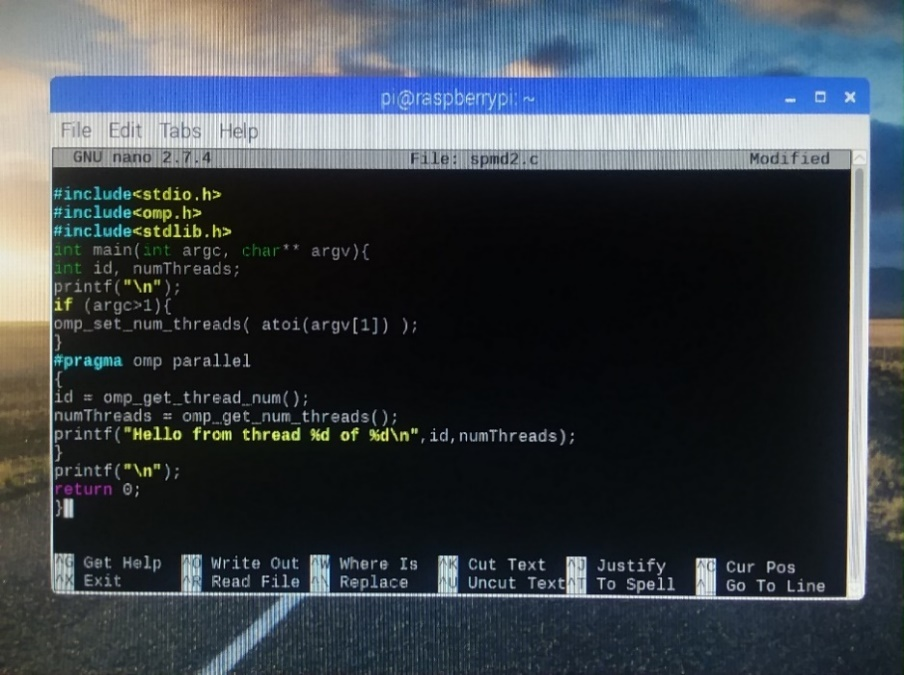 pi@raspberrypi: ~
File Edit Tabs Help
GNU nano 2.7.4 File: spmd2.c Modified
#include<stdio.h>
#include<omp.h>
#include<stdlib.h>
int main(int argc, char** argv){
int id, numThreads;
printf("\n");
if (argc>1){
omp_set_num_threads( atoi(argv[1]) );
}
#pragma omp parallel
{
id = omp_get_thread_num();
numThreads = omp_get_num_threads();
printf("Hello from thread %d of %d\n",id,numThreads);
}
printf("\n");
return 0;
}
^G Get Help ^O Write Out ^W Where Is ^K Cut Text ^J Justify ^C Cur Pos
^X Exit ^R Read File ^\ Replace ^U Uncut Text ^T To Spell ^_ Go To Line